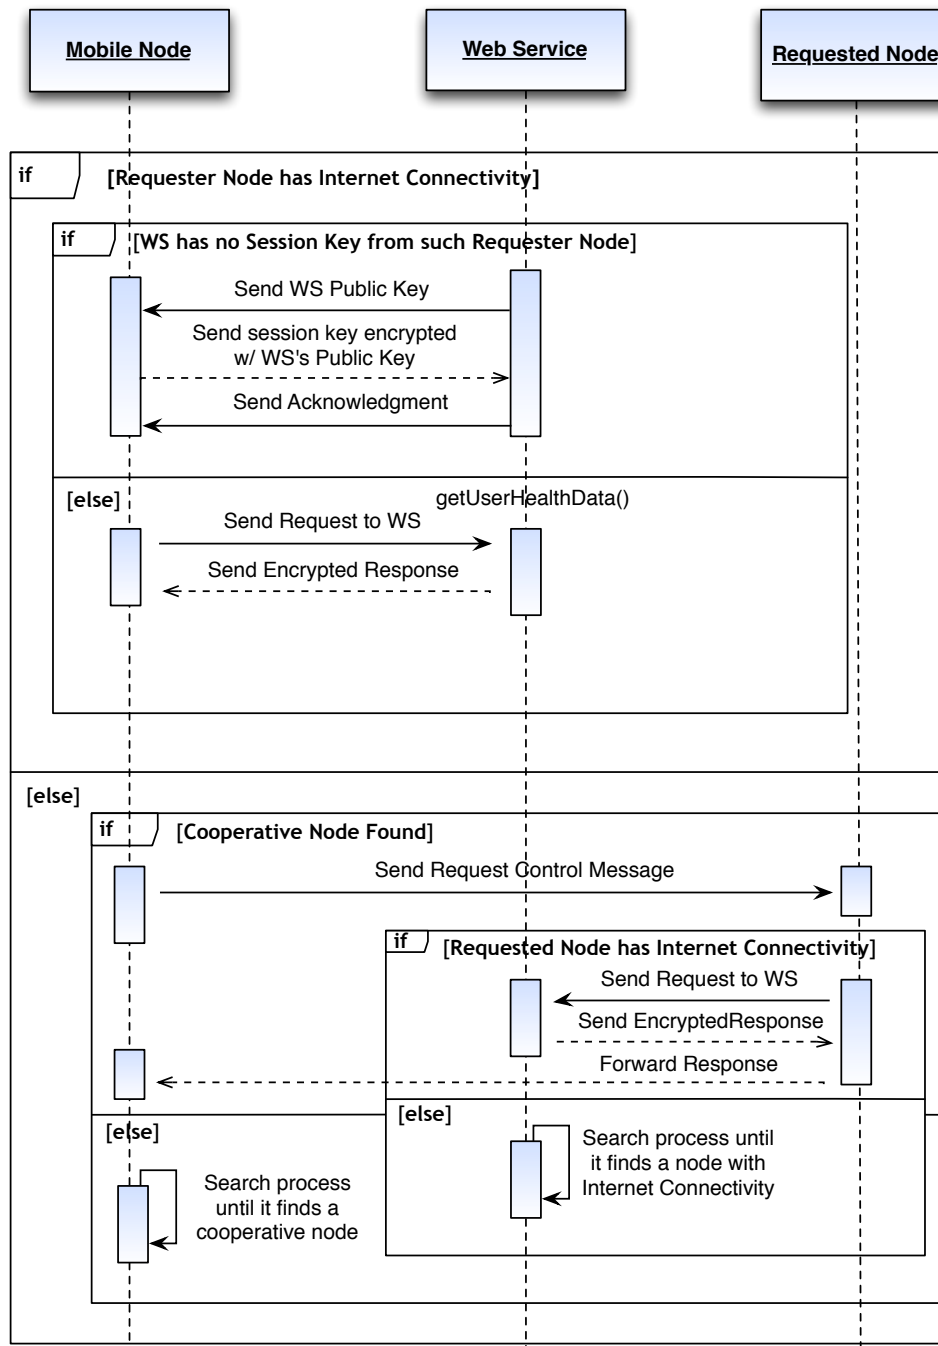 Mobile Node
Web Service
Requested Node
if
[Requester Node has Internet Connectivity]
if
[WS has no Session Key from such Requester Node]
Send WS Public Key
Send session key encrypted
w/ WS's Public Key
Send Acknowledgment
[else]
getUserHealthData()
Send Request to WS
Send Encrypted Response
[else]
if
[Cooperative Node Found]
Send Request Control Message
if
[Requested Node has Internet Connectivity]
Send Request to WS
Send EncryptedResponse
Forward Response
[else]
[else]
Search process until
it finds a node with
Internet Connectivity
Search process
until it finds a
cooperative node